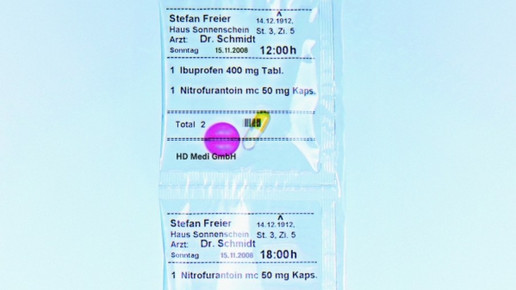 Stefan Freier 14.12.1912,
Haus Sonnenschein St. 3, Zi. 5
Arzt: Dr. Schmidt
Sonntag 15.11.2008 12:00h
1 Ibuprofen 400 mg Tabl.
1 Nitrofurantoin mc 50 mg Kaps.
Total 2
HD Medi GmbH
Stefan Freier 14.12.1912,
Haus Sonnenschein St. 3, Zi. 5
Arzt: Dr. Schmidt
Sonntag 15.11.2008 18:00h
1 Nitrofurantoin mc 50 mg Kaps.